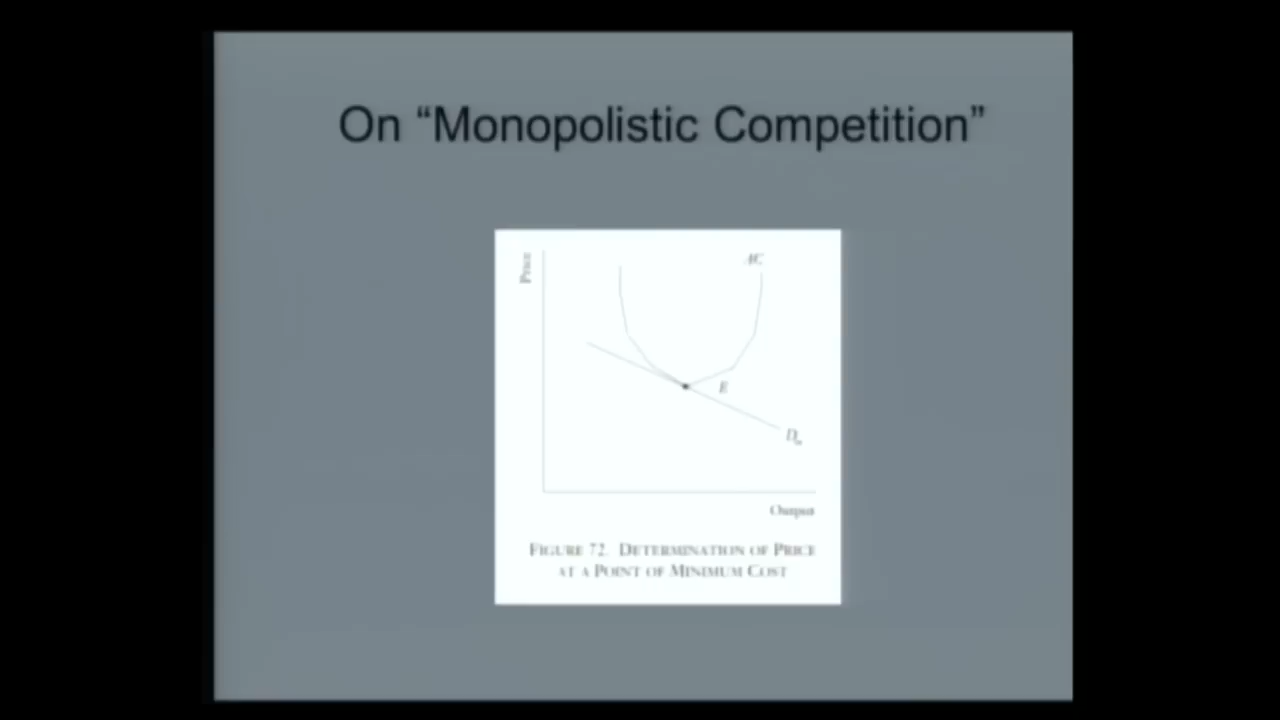 On “Monopolistic Competition”
Price
AC
E
D
Output
FIGURE 72. DETERMINATION OF PRICE
AT A POINT OF MINIMUM COST